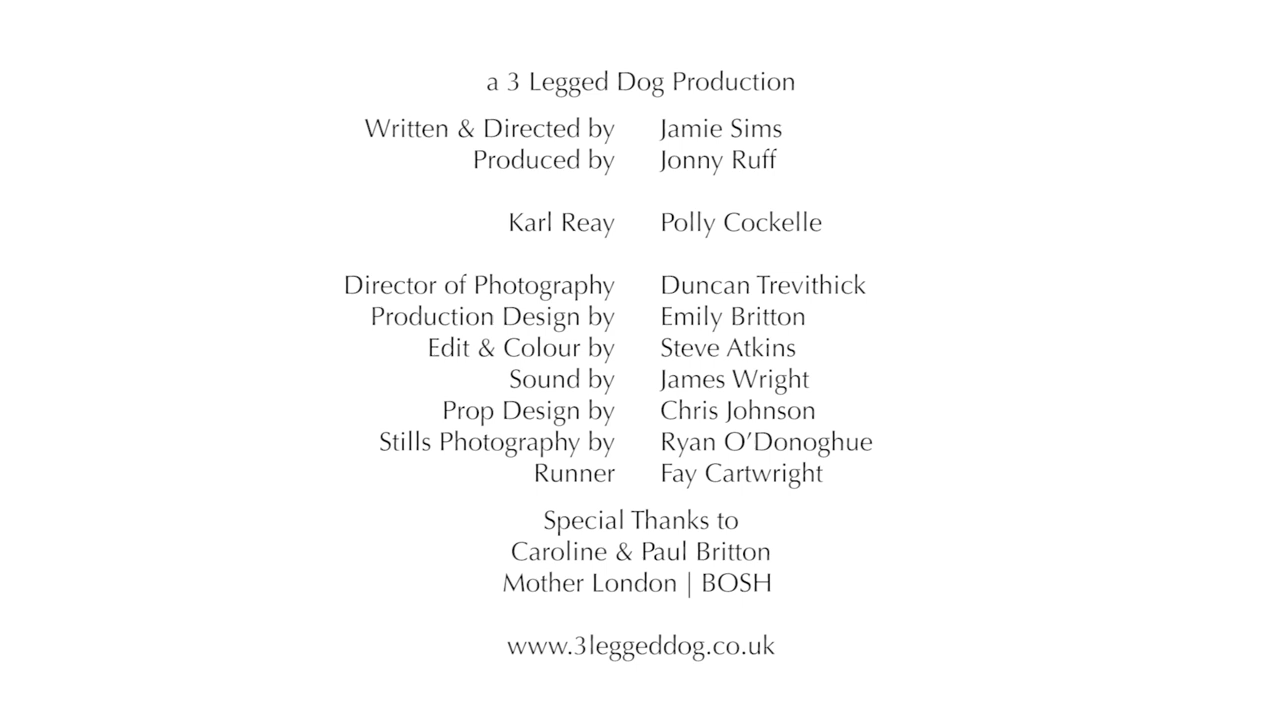 a 3 Legged Dog Production
Written & Directed by Jamie Sims
Produced by Jonny Ruff
Karl Reay Polly Cockelle
Director of Photography Duncan Trevithick
Production Design by Emily Britton
Edit & Colour by Steve Atkins
Sound by James Wright
Prop Design by Chris Johnson
Stills Photography by Ryan O’Donoghue
Runner Fay Cartwright
Special Thanks to
Caroline & Paul Britton
Mother London | BOSH
www.3leggeddog.co.uk